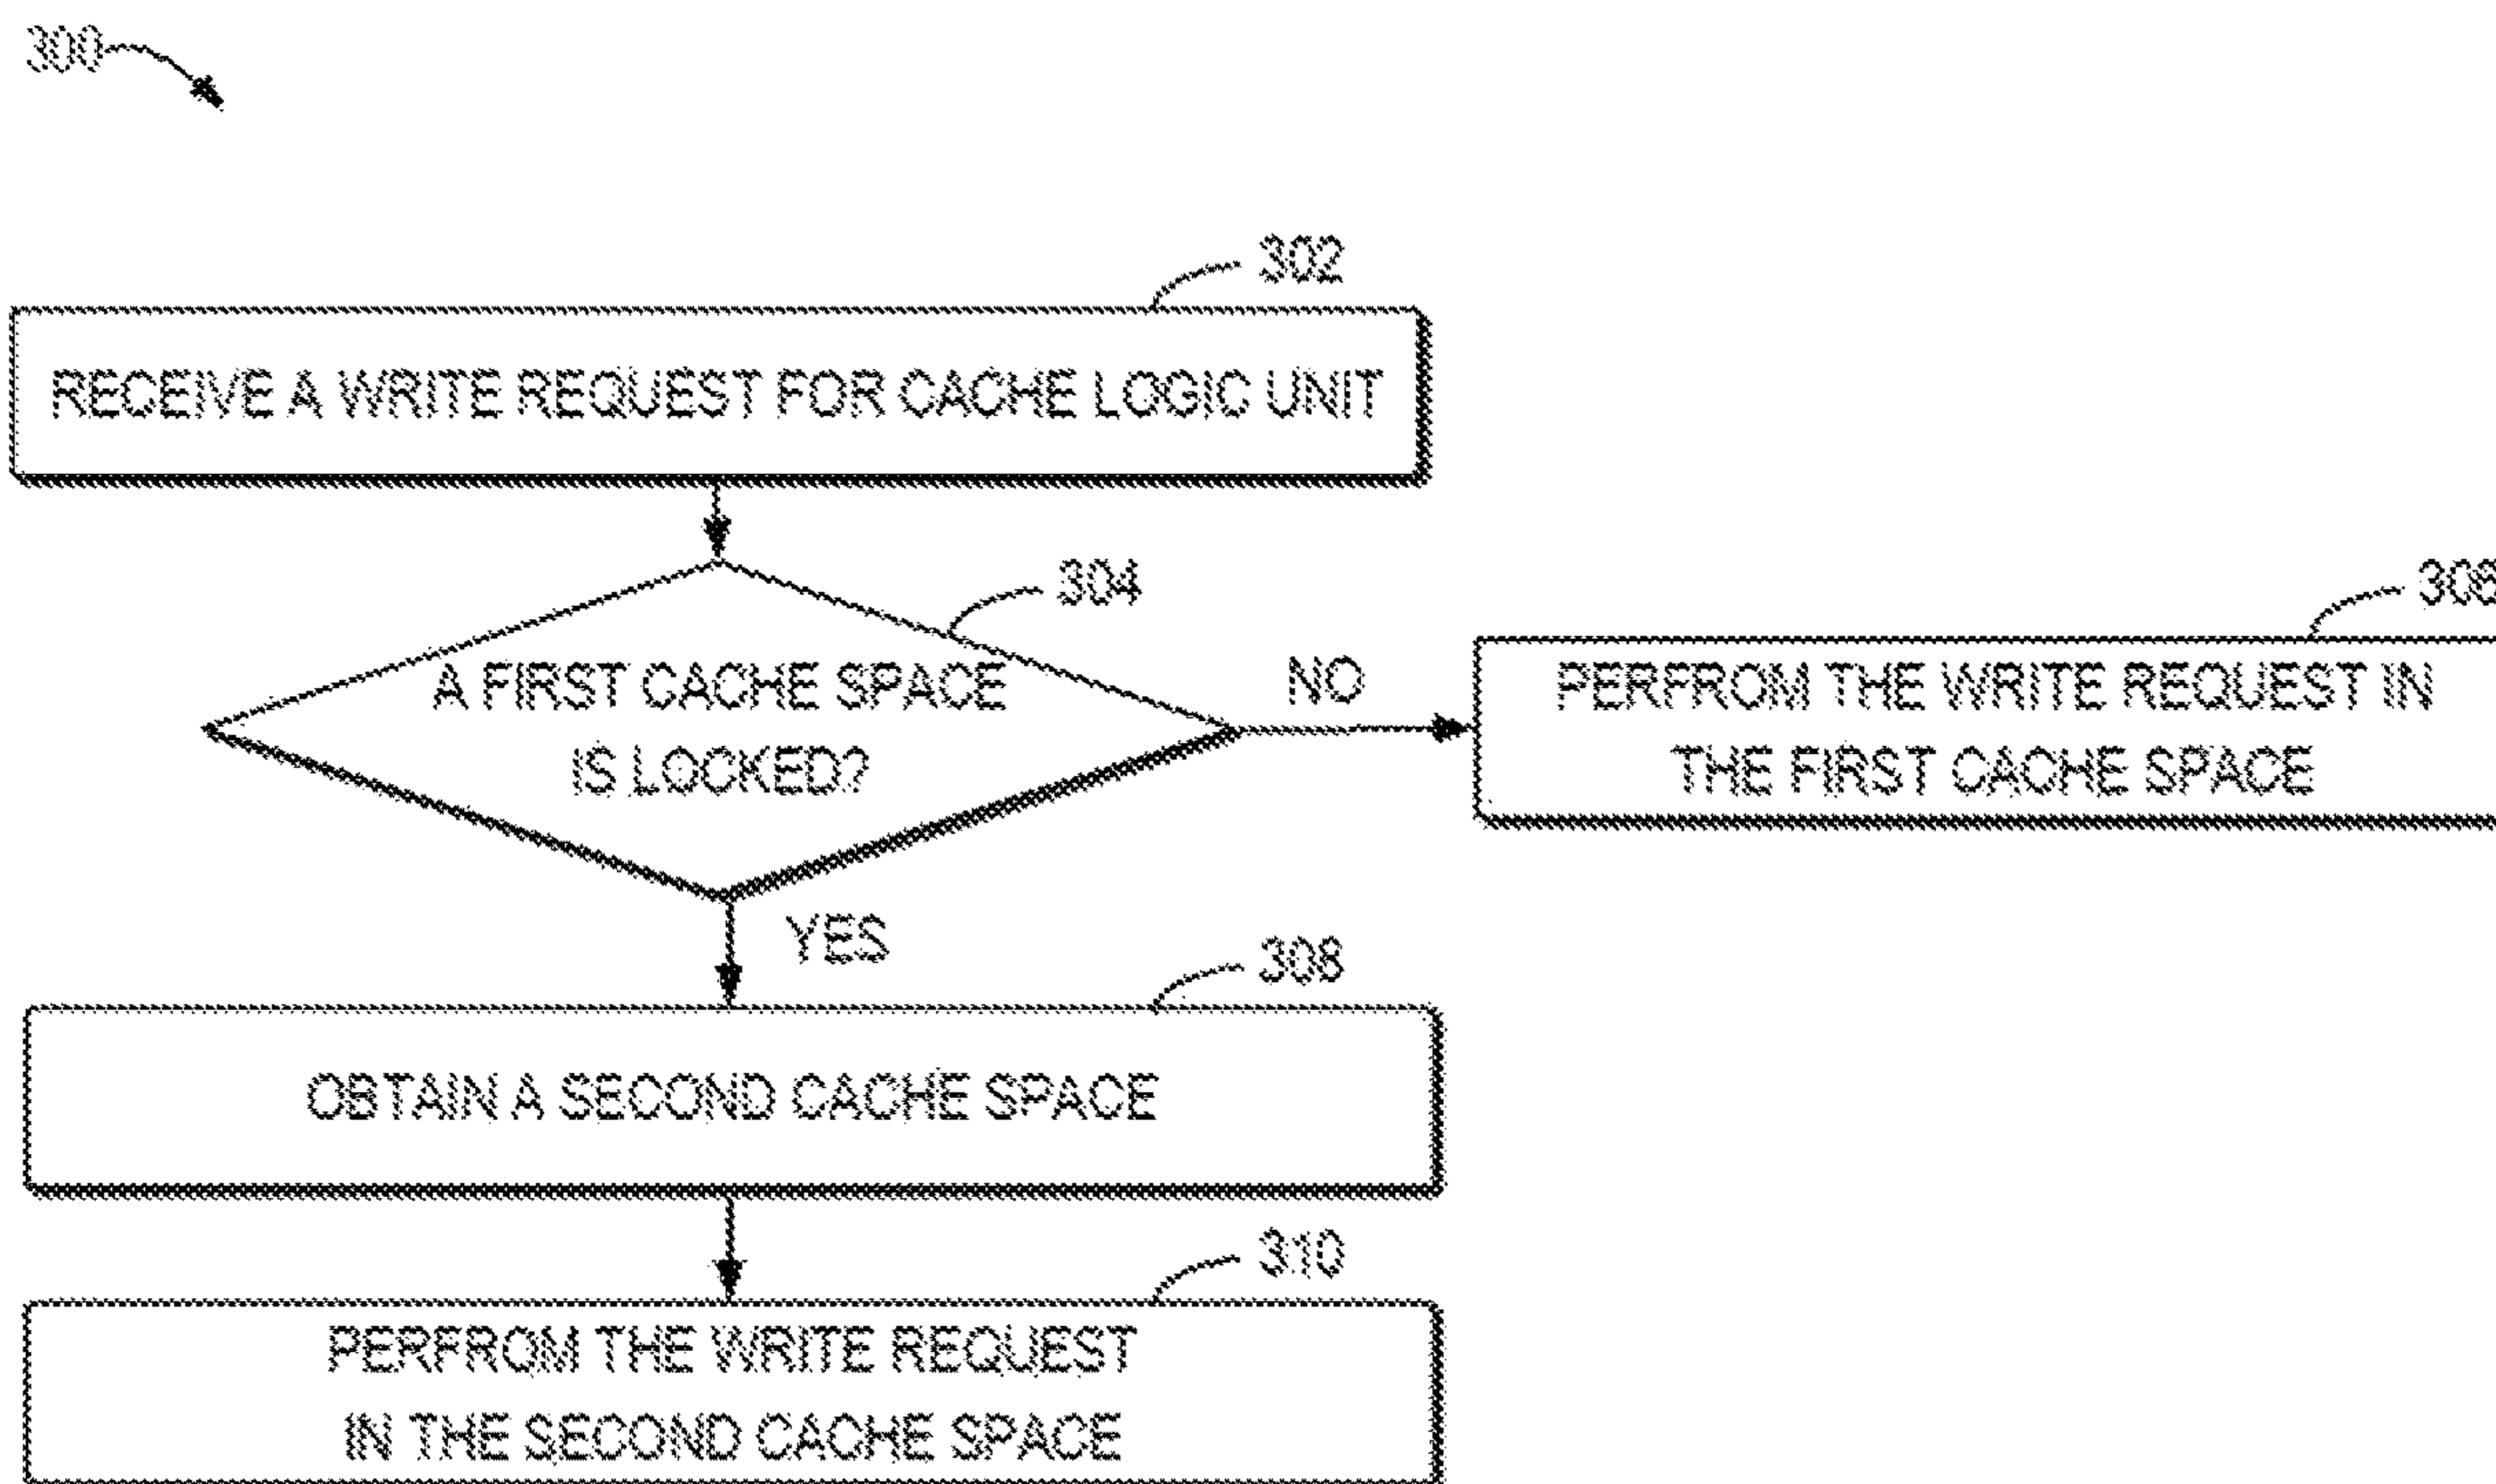 300
302
RECEIVE A WRITE REQUEST FOR CACHE LOGIC UNIT
304
A FIRST CACHE SPACE
IS LOCKED?
NO
PERFROM THE WRITE REQUEST IN
THE FIRST CACHE SPACE
YES
308
OBTAIN A SECOND CACHE SPACE
310
PERFROM THE WRITE REQUEST
IN THE SECOND CACHE SPACE